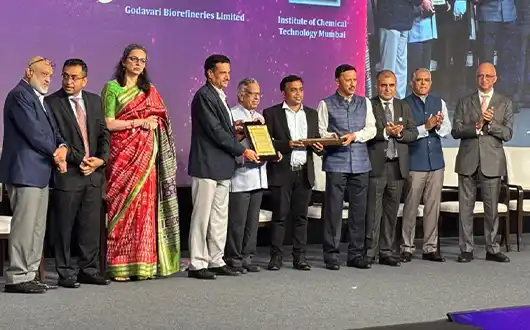 Godavari Biorefineries Limited
Institute of Chemical
Technology Mumbai